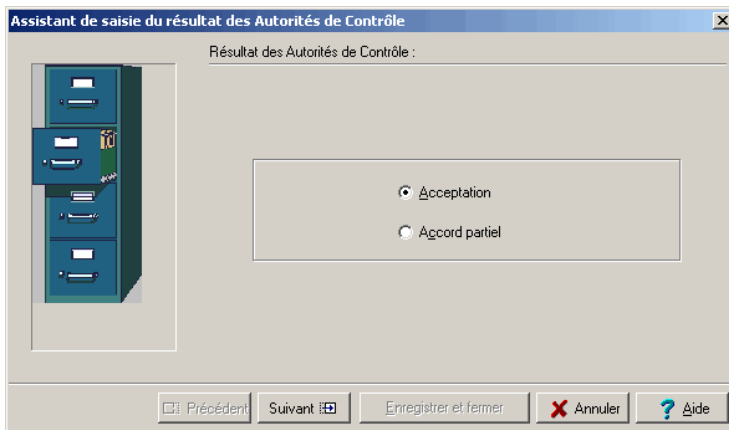 Assistant de saisie du résultat des Autorités de Contrôle
Résultat des Autorités de Contrôle :
Acceptation
Accord partiel
Précédent Suivant Enregistrer et fermer Annuler Aide